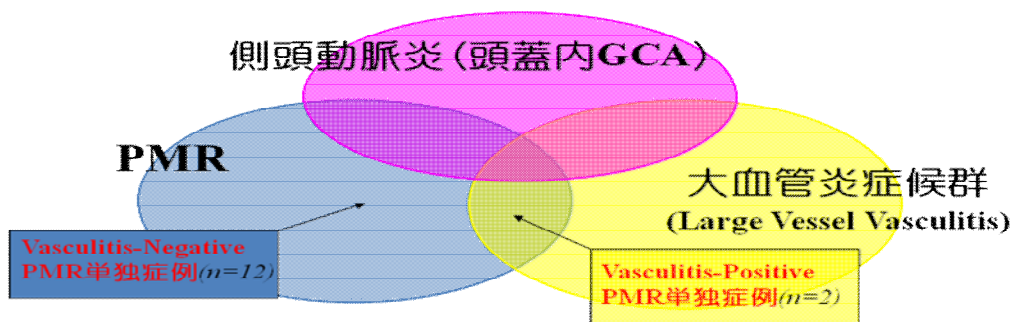 側頭動脈炎(頭蓋内GCA)
PMR
大血管炎症候群
(Large Vessel Vasculitis)
Vasculitis-Negative
PMR単独症例(n=12)
Vasculitis-Positive
PMR単独症例(n=2)